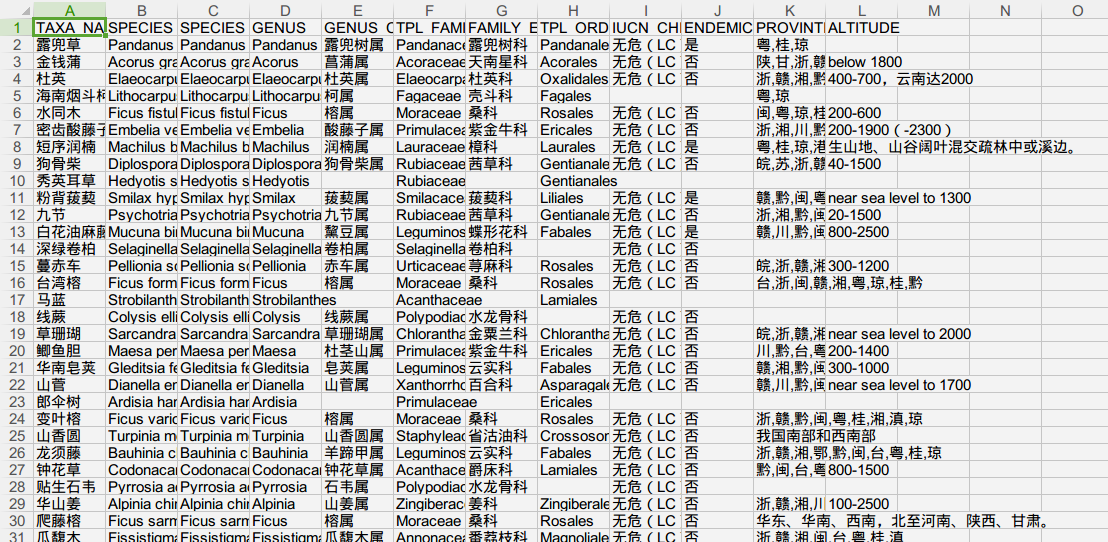 A B C D E F G H I J K L M N O
1 TAXA_NA SPECIES SPECIES GENUS GENUS_C TPL_FAMI FAMILY_E TPL_ORD IUCN_CH ENDEMIC PROVINTI ALTITUDE
2 露兜草 Pandanus Pandanus Pandanus 露兜树属 Pandanace 露兜树科 Pandanale 无危（LC 是 粤,桂,琼
3 金钱蒲 Acorus gra Acorus gra Acorus 菖蒲属 Acoraceae 天南星科 Acorales 无危（LC 否 陕,甘,浙,赣 below 1800
4 杜英 Elaeocarpu Elaeocarpu Elaeocarpu 杜英属 Elaeocarpa 杜英科 Oxalidales 无危（LC 否 浙,赣,湘,黔 400-700，云南达2000
5 海南烟斗柯 Lithocarpus Lithocarpus Lithocarpus 柯属 Fagaceae 壳斗科 Fagales 粤,琼
6 水同木 Ficus fistul Ficus fistul Ficus 榕属 Moraceae 桑科 Rosales 无危（LC 否 闽,粤,琼,桂 200-600
7 密齿酸藤子 Embelia ve Embelia ve Embelia 酸藤子属 Primulacea 紫金牛科 Ericales 无危（LC 否 浙,湘,川,黔 200-1900（-2300）
8 短序润楠 Machilus b Machilus b Machilus 润楠属 Lauraceae 樟科 Laurales 无危（LC 是 粤,桂,琼,港 生山地、山谷阔叶混交疏林中或溪边。
9 狗骨柴 Diplospora Diplospora Diplospora 狗骨柴属 Rubiaceae 茜草科 Gentianale 无危（LC 否 皖,苏,浙,赣 40-1500
10 秀英耳草 Hedyotis s Hedyotis s Hedyotis Rubiaceae Gentianales
11 粉背菝葜 Smilax hyp Smilax hyp Smilax 菝葜属 Smilacacea 菝葜科 Liliales 无危（LC 是 赣,黔,闽,粤 near sea level to 1300
12 九节 Psychotria Psychotria Psychotria 九节属 Rubiaceae 茜草科 Gentianale 无危（LC 否 浙,湘,黔,闽 20-1500
13 白花油麻藤 Mucuna bir Mucuna bir Mucuna 黧豆属 Leguminos 蝶形花科 Fabales 无危（LC 是 赣,川,黔,闽 800-2500
14 深绿卷柏 Selaginella Selaginella Selaginella 卷柏属 Selaginella 卷柏科 无危（LC 否
15 蔓赤车 Pellionia sc Pellionia sc Pellionia 赤车属 Urticaceae 荨麻科 Rosales 无危（LC 否 皖,浙,赣,湘 300-1200
16 台湾榕 Ficus form Ficus form Ficus 榕属 Moraceae 桑科 Rosales 无危（LC 否 台,浙,闽,赣,湘,粤,琼,桂,黔
17 马蓝 Strobilanth Strobilanth Strobilanthes Acanthaceae Lamiales
18 线蕨 Colysis elli Colysis elli Colysis 线蕨属 Polypodiac 水龙骨科 无危（LC 否
19 草珊瑚 Sarcandra Sarcandra Sarcandra 草珊瑚属 Chlorantha 金粟兰科 Chlorantha 无危（LC 否 皖,浙,赣,湘 near sea level to 2000
20 鲫鱼胆 Maesa per Maesa per Maesa 杜茎山属 Primulacea 紫金牛科 Ericales 无危（LC 否 川,黔,台,粤 200-1400
21 华南皂荚 Gleditsia fe Gleditsia fe Gleditsia 皂荚属 Leguminos 云实科 Fabales 无危（LC 否 赣,黔,湘,闽 300-1000
22 山菅 Dianella en Dianella en Dianella 山菅属 Xanthorrho 百合科 Asparagale 无危（LC 否 赣,川,黔,闽 near sea level to 1700
23 郎伞树 Ardisia han Ardisia han Ardisia Primulaceae Ericales
24 变叶榕 Ficus varic Ficus varic Ficus 榕属 Moraceae 桑科 Rosales 无危（LC 否 浙,赣,黔,闽,粤,桂,湘,滇,琼
25 山香圆 Turpinia m Turpinia m Turpinia 山香圆属 Staphyleac 省沽油科 Crossosor 无危（LC 否 我国南部和西南部
26 龙须藤 Bauhinia c Bauhinia c Bauhinia 羊蹄甲属 Leguminos 云实科 Fabales 无危（LC 否 浙,赣,湘,鄂,黔,闽,台,粤,桂,琼
27 钟花草 Codonacar Codonacar Codonacar 钟花草属 Acanthace 爵床科 Lamiales 无危（LC 否 黔,闽,台,粤 800-1500
28 贴生石韦 Pyrrosia ac Pyrrosia ac Pyrrosia 石韦属 Polypodiac 水龙骨科 无危（LC 否
29 华山姜 Alpinia chir Alpinia chir Alpinia 山姜属 Zingiberac 姜科 Zingiberale 无危（LC 否 浙,赣,湘,川 100-2500
30 爬藤榕 Ficus sarm Ficus sarm Ficus 榕属 Moraceae 桑科 Rosales 无危（LC 否 华东、华南、西南，北至河南、陕西、甘肃。
31 瓜馥木 Fissistigma Fissistigma Fissistigma 瓜馥木属 Annonacea 番荔枝科 Magnoliale 无危（LC 否 浙,赣,湘,闽,台,粤,桂,滇